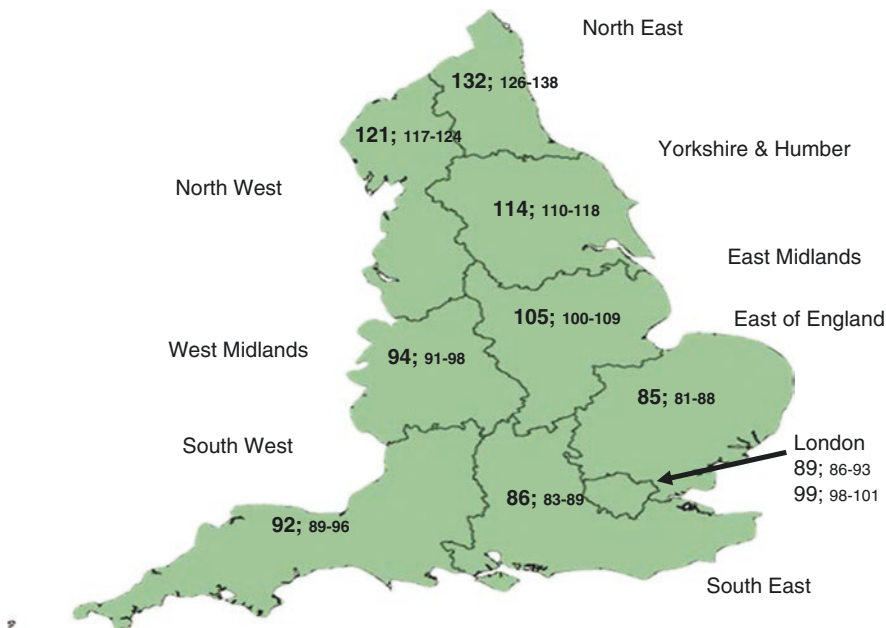 North East
132; 126-138
121; 117-124
Yorkshire & Humber
North West
114; 110-118
East Midlands
105; 100-109
East of England
West Midlands
94; 91-98
85; 81-88
South West
London
89; 86-93
99; 98-101
86; 83-89
92; 89-96
South East